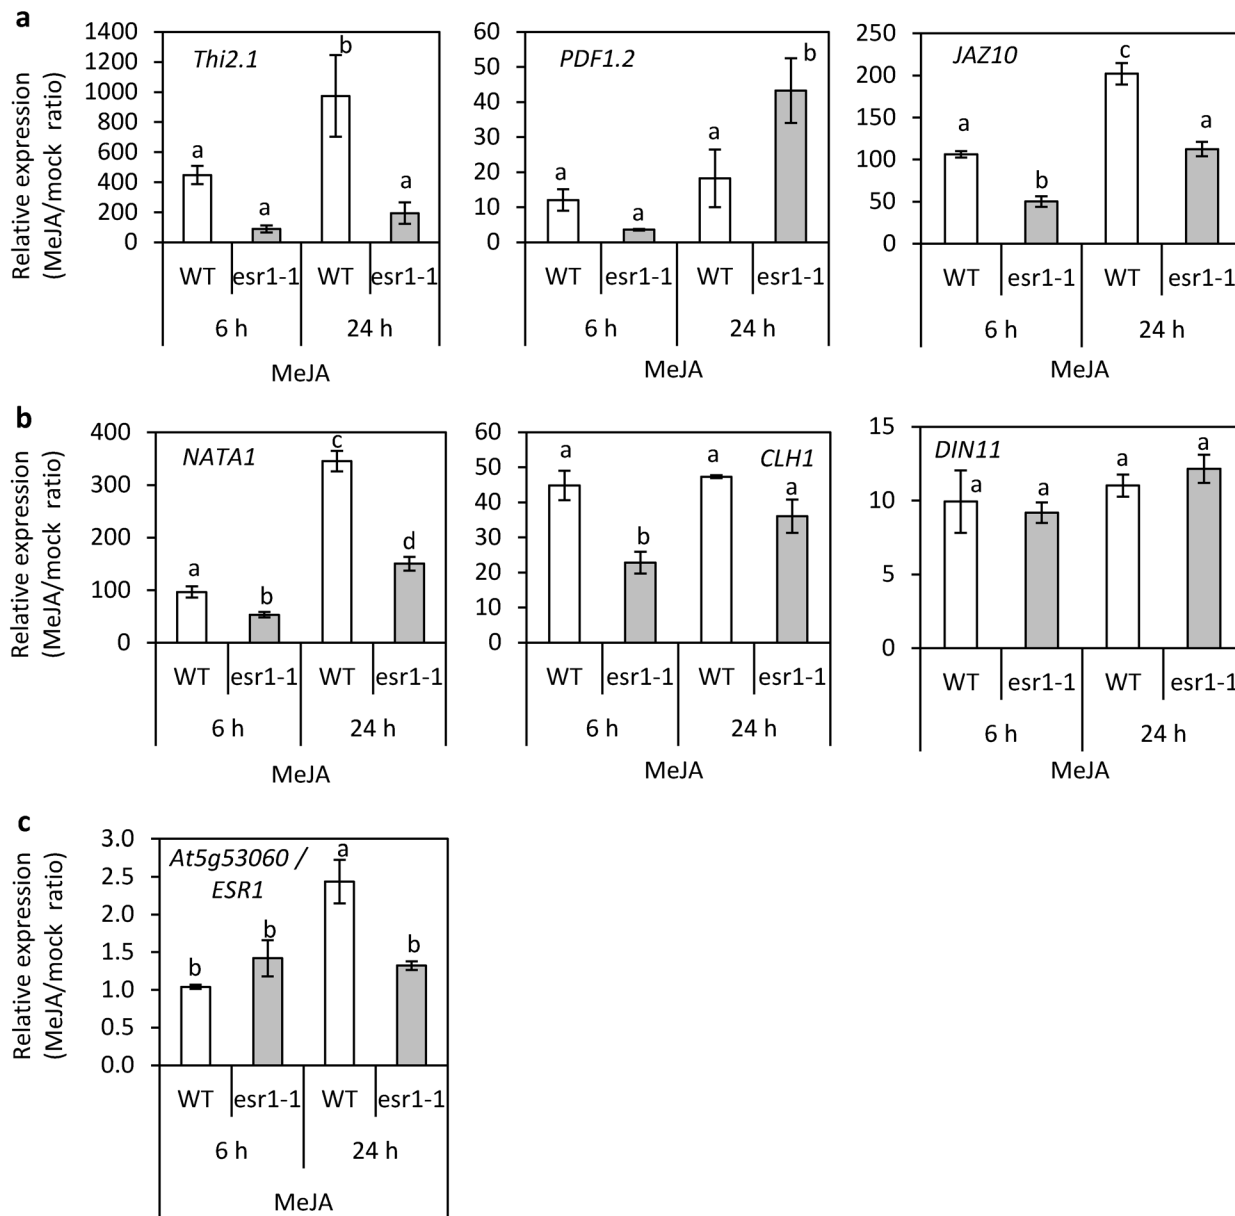 a
Relative expression
(MeJA/mock ratio)
1400
1200
1000
800
600
400
200
0
Thi2.1
a
a
b
a
WT
esr1-1
WT
esr1-1
6 h
24 h
MeJA
60
50
40
30
20
10
0
PDF1.2
a
a
a
b
WT
esr1-1
WT
esr1-1
6 h
24 h
MeJA
250
200
150
100
50
0
JAZ10
a
b
c
a
WT
esr1-1
WT
esr1-1
6 h
24 h
MeJA
b
Relative expression
(MeJA/mock ratio)
400
300
200
100
0
NATA1
a
b
c
d
WT
esr1-1
WT
esr1-1
6 h
24 h
MeJA
60
50
40
30
20
10
0
CLH1
a
b
a
a
WT
esr1-1
WT
esr1-1
6 h
24 h
MeJA
15
10
5
0
DIN11
a
a
a
a
WT
esr1-1
WT
esr1-1
6 h
24 h
MeJA
c
Relative expression
(MeJA/mock ratio)
3.0
2.5
2.0
1.5
1.0
0.5
0.0
At5g53060 /
ESR1
b
b
a
b
WT
esr1-1
WT
esr1-1
6 h
24 h
MeJA